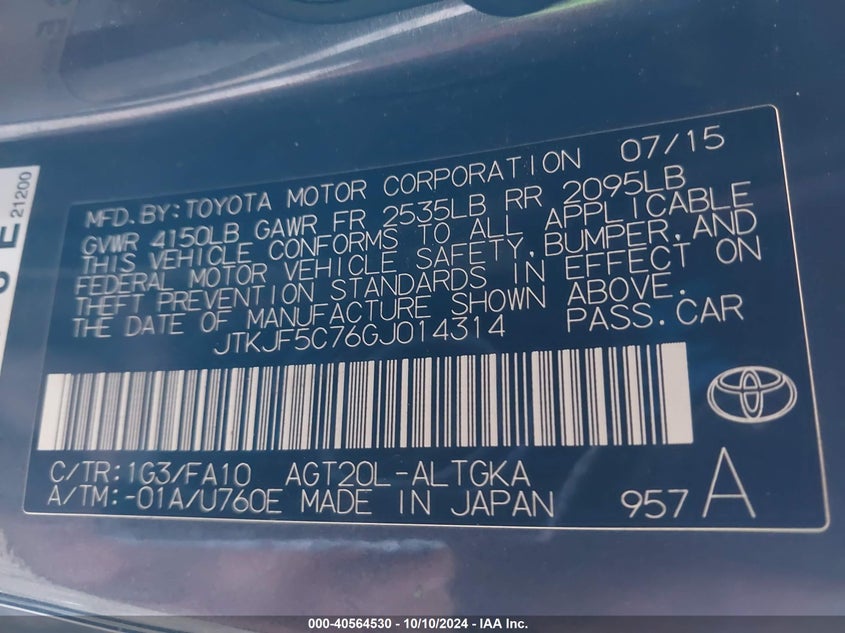 MFD. BY: TOYOTA MOTOR CORPORATION 07/15
GVWR 4150LB GAWR FR 2535LB RR 2095LB
THIS VEHICLE CONFORMS TO ALL APPLICABLE
FEDERAL MOTOR VEHICLE SAFETY, BUMPER, AND
THEFT PREVENTION STANDARDS IN EFFECT ON
THE DATE OF MANUFACTURE SHOWN ABOVE.
JTKJF5C76GJ014314 PASS. CAR
C/TR: 1G3/FA10 AGT20L-ALTGKA
A/TM: -01A/U760E MADE IN JAPAN 957 A
21200
000-40564530 - 10/10/2024 - IAA Inc.